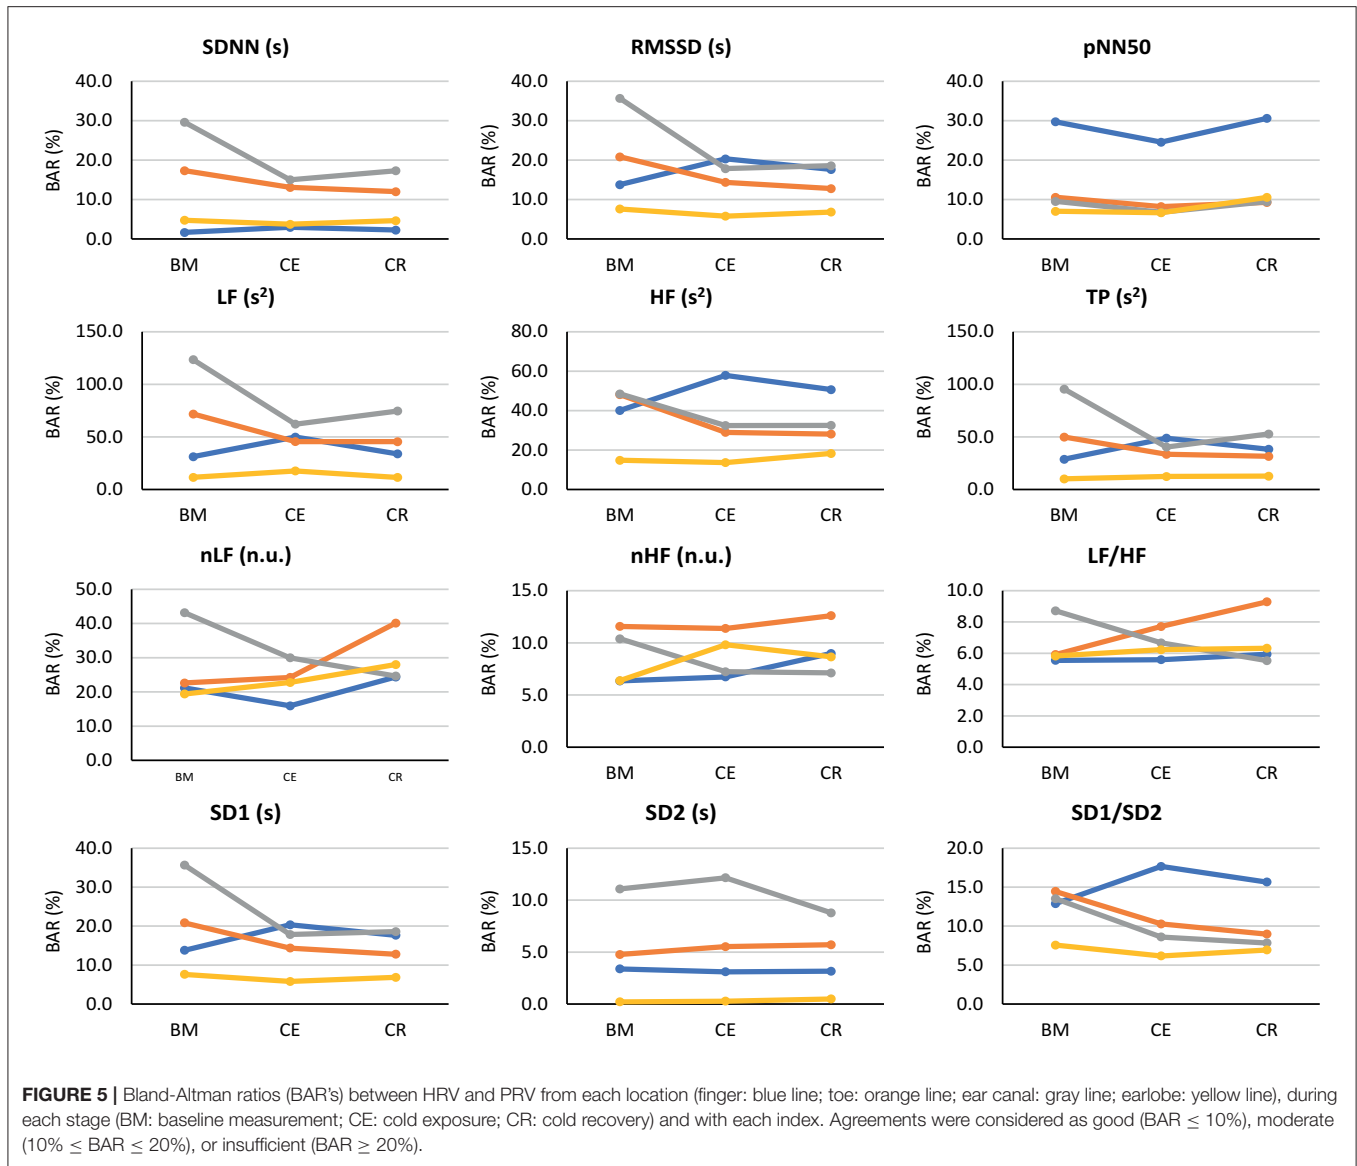 SDNN (s)
40.0
30.0
20.0
10.0
0.0
BAR (%)
BM CE CR
RMSSD (s)
40.0
30.0
20.0
10.0
0.0
BAR (%)
BM CE CR
pNN50
40.0
30.0
20.0
10.0
0.0
BAR (%)
BM CE CR
LF (s²)
150.0
100.0
50.0
0.0
BAR (%)
BM CE CR
HF (s²)
80.0
60.0
40.0
20.0
0.0
BAR (%)
BM CE CR
TP (s²)
150.0
100.0
50.0
0.0
BAR (%)
BM CE CR
nLF (n.u.)
50.0
40.0
30.0
20.0
10.0
0.0
BAR (%)
BM CE CR
nHF (n.u.)
15.0
10.0
5.0
0.0
BAR (%)
BM CE CR
LF/HF
10.0
8.0
6.0
4.0
2.0
0.0
BAR (%)
BM CE CR
SD1 (s)
40.0
30.0
20.0
10.0
0.0
BAR (%)
BM CE CR
SD2 (s)
15.0
10.0
5.0
0.0
BAR (%)
BM CE CR
SD1/SD2
20.0
15.0
10.0
5.0
0.0
BAR (%)
BM CE CR
FIGURE 5 | Bland-Altman ratios (BAR's) between HRV and PRV from each location (finger: blue line; toe: orange line; ear canal: gray line; earlobe: yellow line), during
each stage (BM: baseline measurement; CE: cold exposure; CR: cold recovery) and with each index. Agreements were considered as good (BAR ≤ 10%), moderate
(10% ≤ BAR ≤ 20%), or insufficient (BAR ≥ 20%).